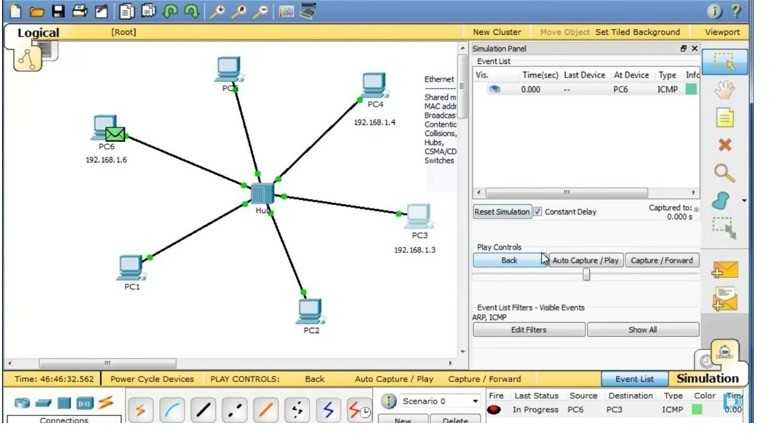 Logical
[Root]
New Cluster
Move Object
Set Tiled Background
Viewport
Simulation Panel
Event List
Vis.
Time(sec)
Last Device
At Device
Type
Info
0.000
--
PC6
ICMP
PC4
192.168.1.4
PC6
192.168.1.6
Hu
PC3
192.168.1.3
PC1
PC2
Ethernet
------------
Shared m
MAC addr
Broadcas
Contentic
Collisions,
Hubs,
CSMA/CD
Switches
Reset Simulation
Constant Delay
Captured to:
0.000 s
Play Controls
Back
Auto Capture / Play
Capture / Forward
Event List Filters - Visible Events
ARP, ICMP
Edit Filters
Show All
Time: 46:46:32.562
Power Cycle Devices
PLAY CONTROLS:
Back
Auto Capture / Play
Capture / Forward
Event List
Simulation
Connections
Scenario 0
New
Delete
Fire
Last Status
Source
Destination
Type
Color
In Progress
PC6
PC3
ICMP